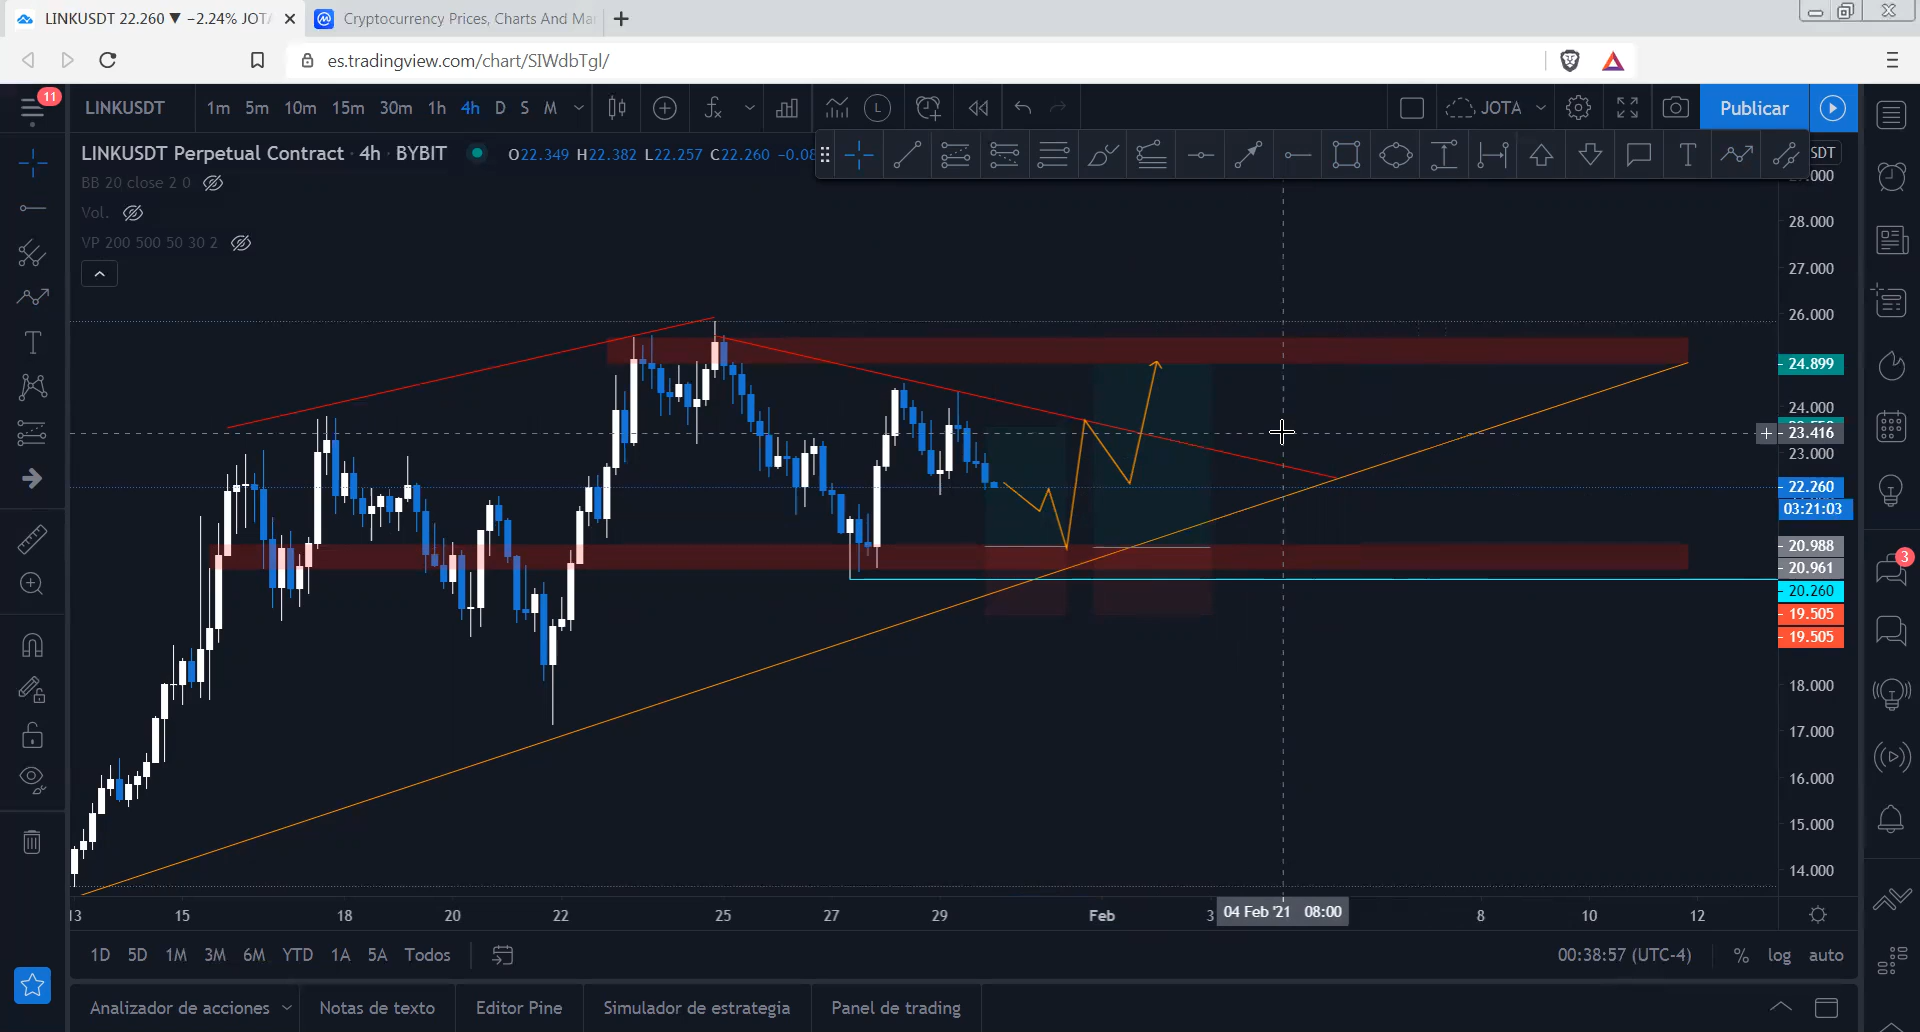 LINKUSDT 22.260 ▼ −2.24% JOTA
Cryptocurrency Prices, Charts And Mar
es.tradingview.com/chart/SIWdbTgl/
11
LINKUSDT 1m 5m 10m 15m 30m 1h 4h D S M
JOTA
Publicar
LINKUSDT Perpetual Contract · 4h · BYBIT O22.349 H22.382 L22.257 C22.260 −0.08
BB 20 close 2 0
Vol.
VP 200 500 50 30 2
28.000
27.000
26.000
24.899
24.000
23.416
23.000
22.260
03:21:03
20.988
20.961
20.260
19.505
19.505
18.000
17.000
16.000
15.000
14.000
3
13 15 18 20 22 25 27 29 Feb 3 04 Feb '21 08:00 8 10 12
1D 5D 1M 3M 6M YTD 1A 5A Todos
00:38:57 (UTC-4) % log auto
Analizador de acciones Notas de texto Editor Pine Simulador de estrategia Panel de trading